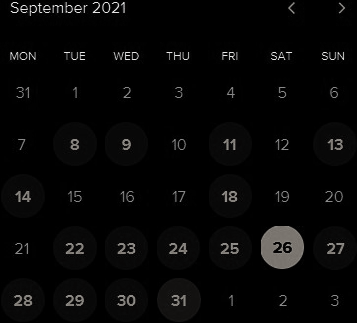 September 2021
MON TUE WED THU FRI SAT SUN
31 1 2 3 4 5 6
7 8 9 10 11 12 13
14 15 16 17 18 19 20
21 22 23 24 25 26 27
28 29 30 31 1 2 3